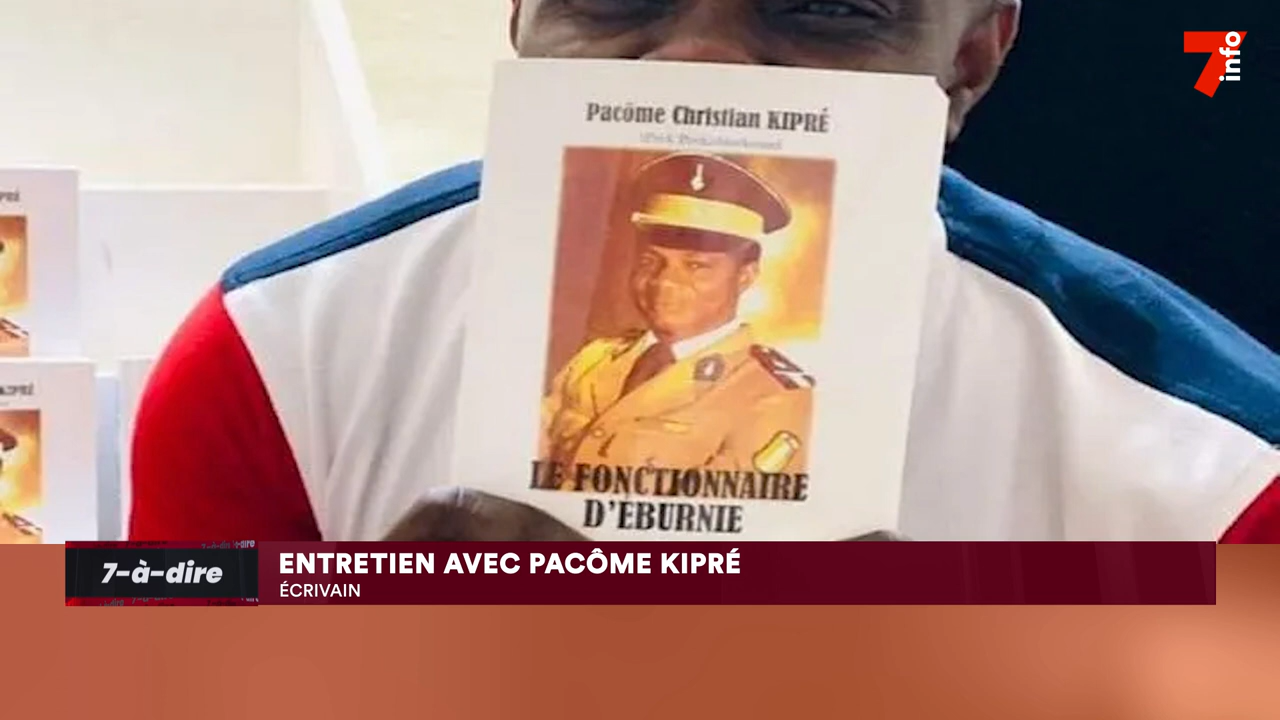 7
info
Pacôme Christian KIPRÉ
LE FONCTIONNAIRE
D'EBURNIE
7-à-dire
ENTRETIEN AVEC PACÔME KIPRÉ
ÉCRIVAIN